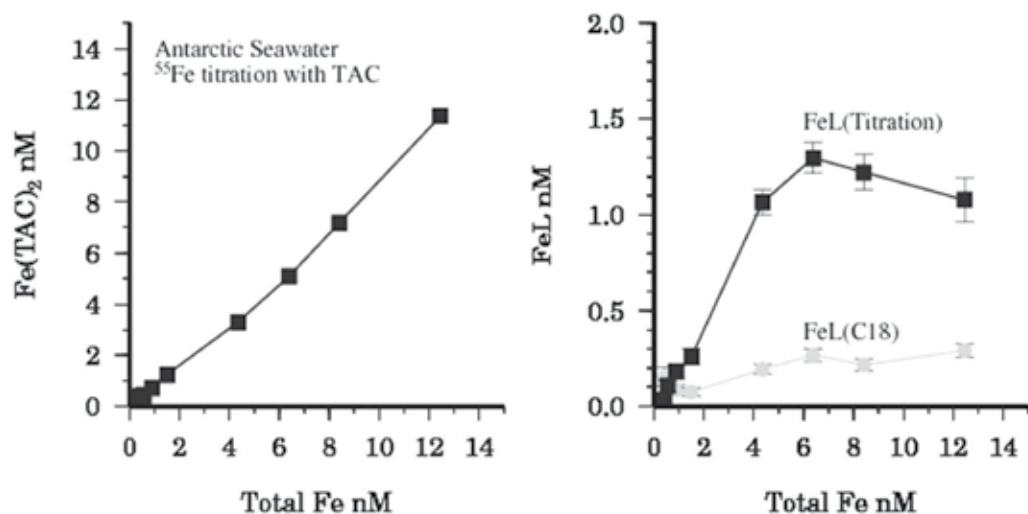 Antarctic Seawater
⁵⁵Fe titration with TAC
Fe(TAC)₂ nM
14
12
10
8
6
4
2
0
0 2 4 6 8 10 12 14
Total Fe nM
FeL nM
2.0
1.5
1.0
0.5
0.0
FeL(Titration)
FeL(C18)
0 2 4 6 8 10 12 14
Total Fe nM